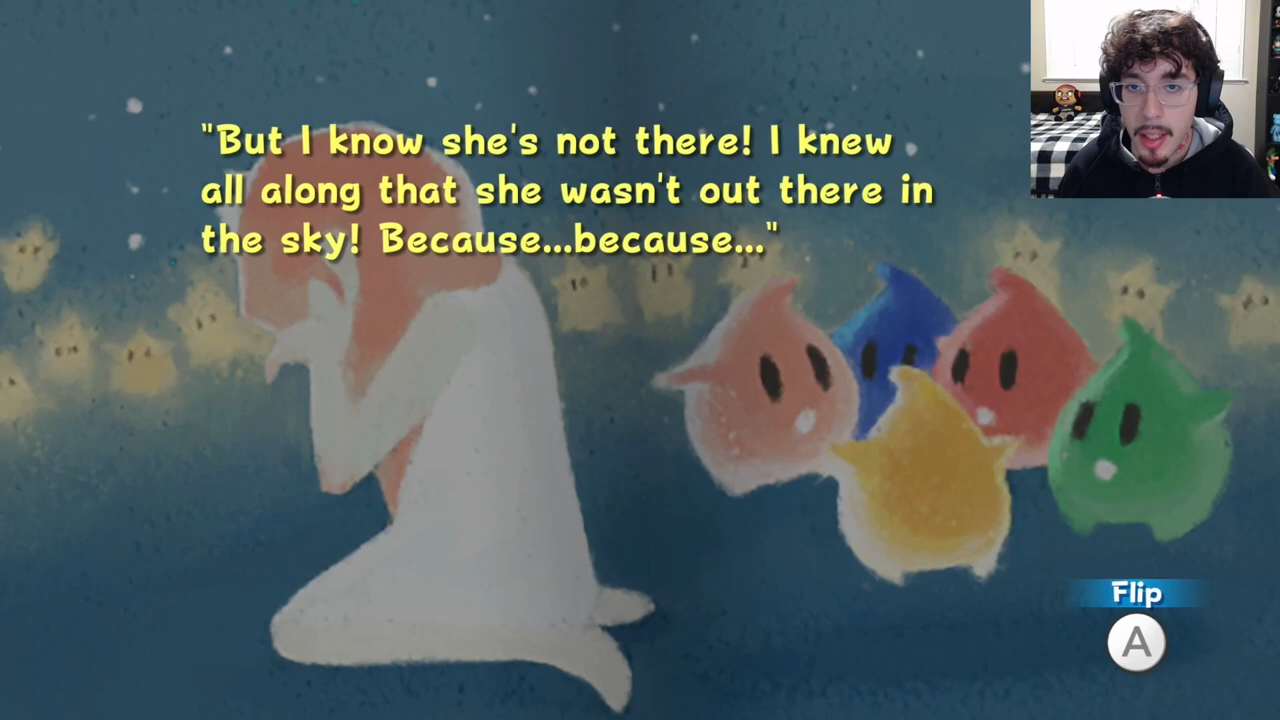 "But I know she's not there! I knew
all along that she wasn't out there in
the sky! Because...because..."
Flip
A